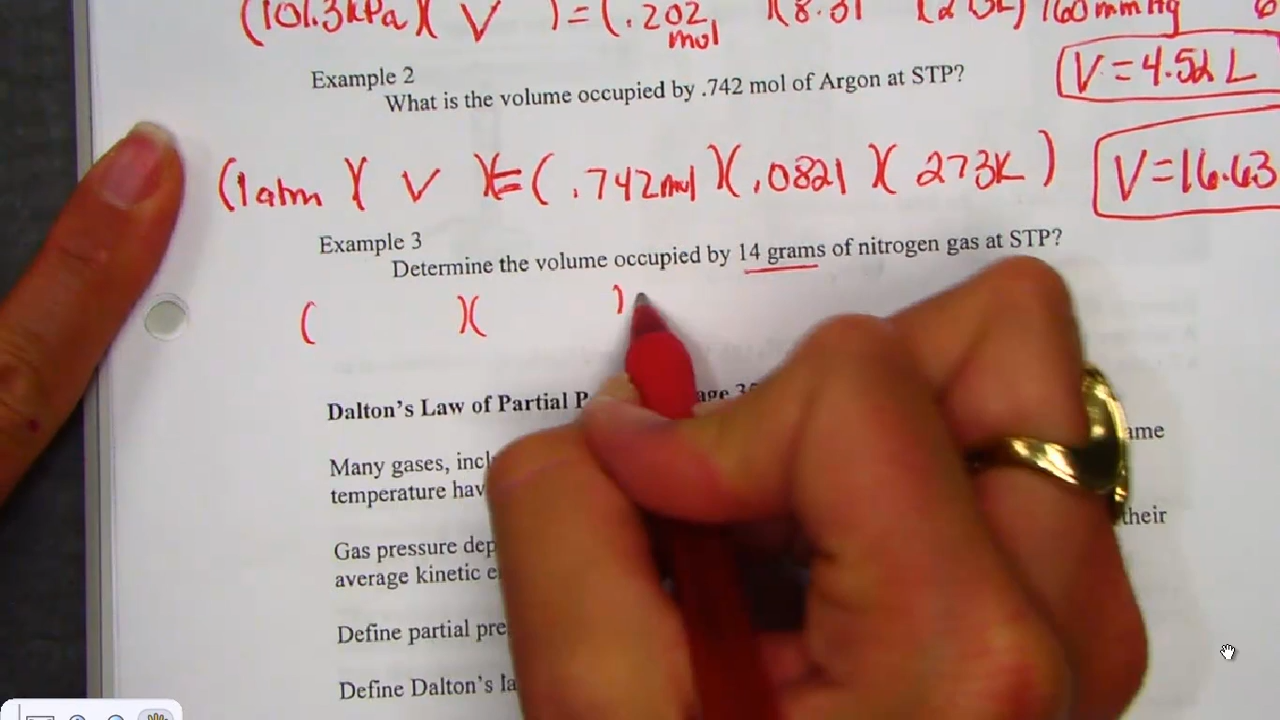 (101.3kPa)( V ) = (.202 mol )(8.31 160mmHg
Example 2
What is the volume occupied by .742 mol of Argon at STP?
V = 4.52 L
(1atm )( V )=( .742mol )( .0821 )( 273K )
V=16.63
Example 3
Determine the volume occupied by 14 grams of nitrogen gas at STP?
( )( )
Dalton's Law of Partial P
Many gases, incl
ame
temperature hav
Gas pressure dep
their
average kinetic e
Define partial pre
Define Dalton's la